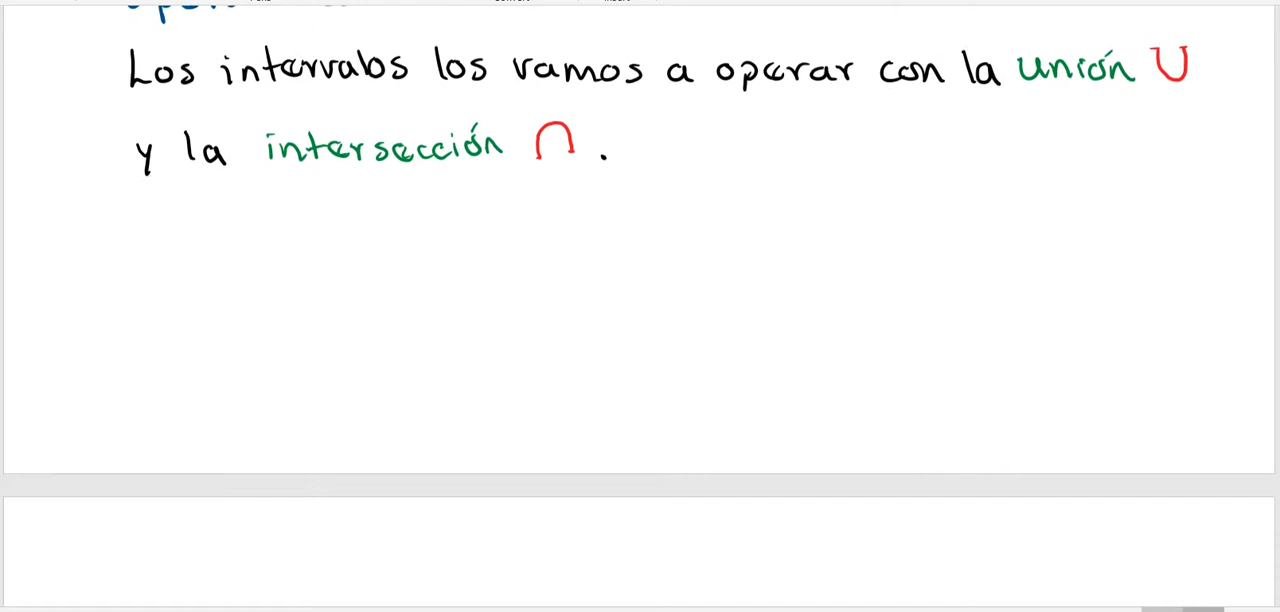 Los intervalos los vamos a operar con la unión ∪
y la intersección ∩ .